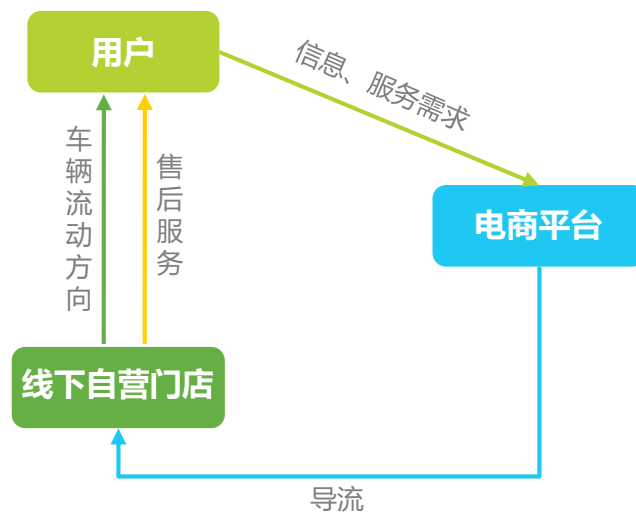 用户
信息、服务需求
车辆流动方向
售后服务
电商平台
线下自营门店
导流